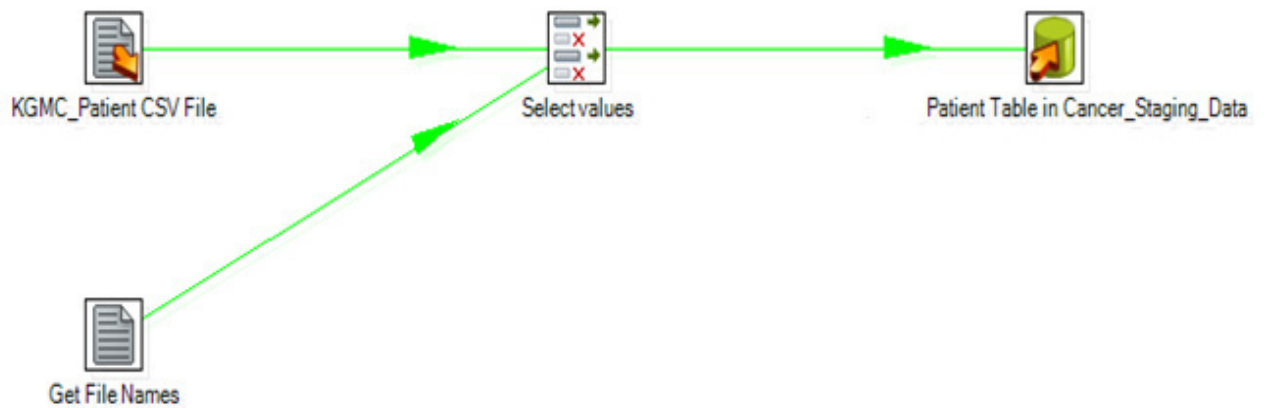 KGMC_Patient CSV File
Select values
Patient Table in Cancer_Staging_Data
Get File Names